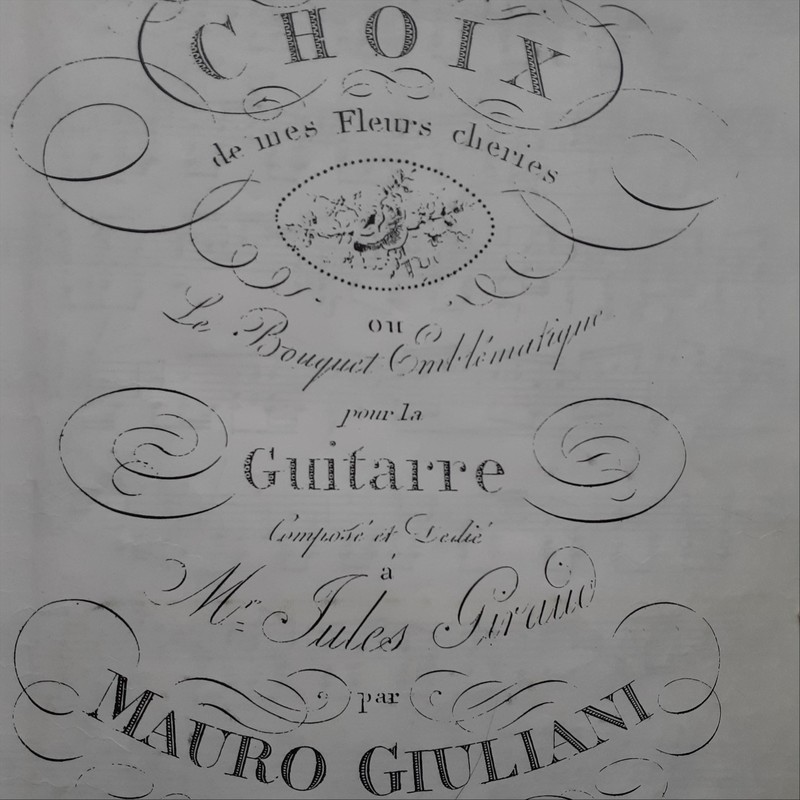 CHOIX
de mes Fleurs cheries
ou
Le Bouquet Emblématique
pour la
Guitarre
Composé et Dedié
à
Mr. Jules Giraud
par
MAURO GIULIANI